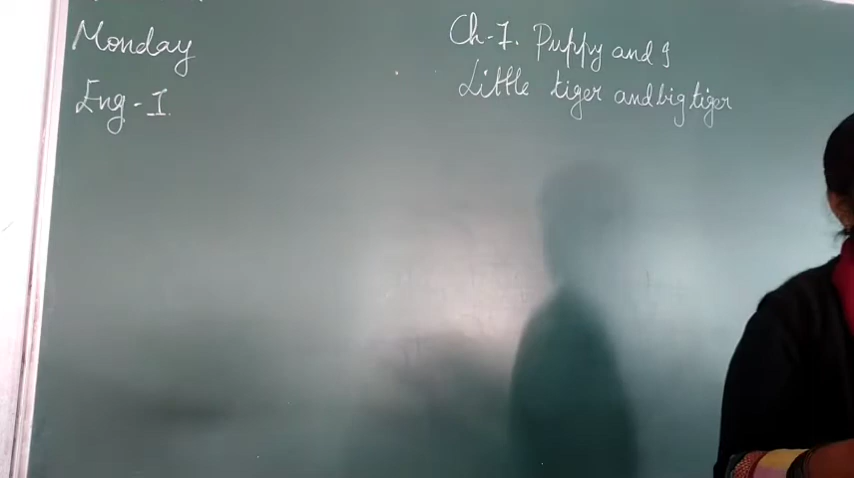 Monday
Eng-I.
Ch-7. Puppy and I
Little tiger and big tiger